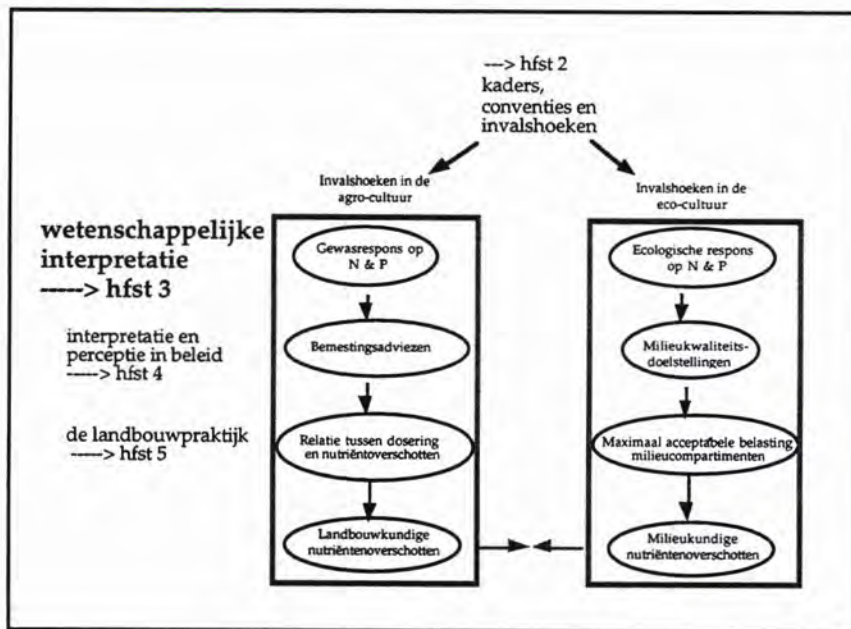 ---> hfst 2
kaders,
conventies en
invalshoeken
Invalshoeken in de
agro-cultuur
Invalshoeken in de
eco-cultuur
wetenschappelijke
interpretatie
-----> hfst 3
interpretatie en
perceptie in beleid
-----> hfst 4
de landbouwpraktijk
-----> hfst 5
Gewasrespons op
N & P
Bemestingsadviezen
Relatie tussen dosering
en nutriëntoverschotten
Landbouwkundige
nutriëntenoverschotten
Ecologische respons
op N & P
Milieukwaliteits-
doelstellingen
Maximaal acceptabele belasting
milieucompartimenten
Milieukundige
nutriëntenoverschotten